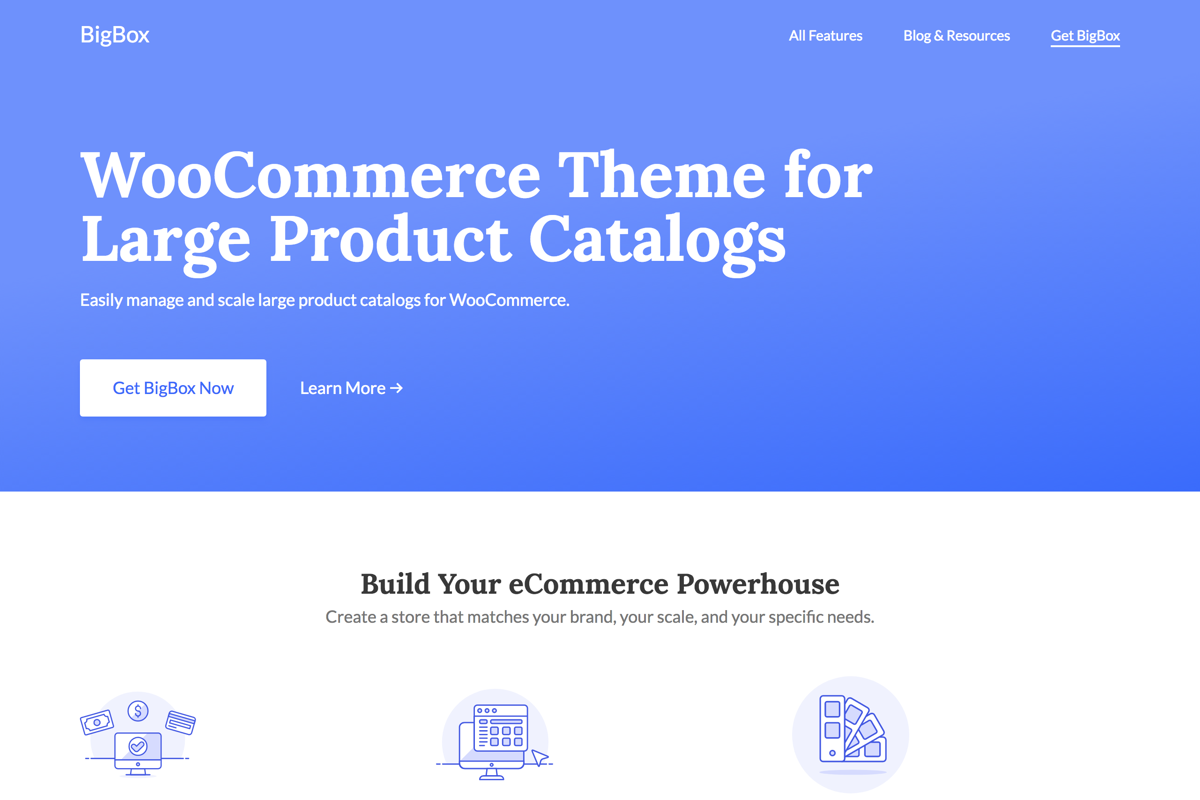 BigBox
All Features
Blog & Resources
Get BigBox
WooCommerce Theme for
Large Product Catalogs
Easily manage and scale large product catalogs for WooCommerce.
Get BigBox Now
Learn More →
Build Your eCommerce Powerhouse
Create a store that matches your brand, your scale, and your specific needs.
$